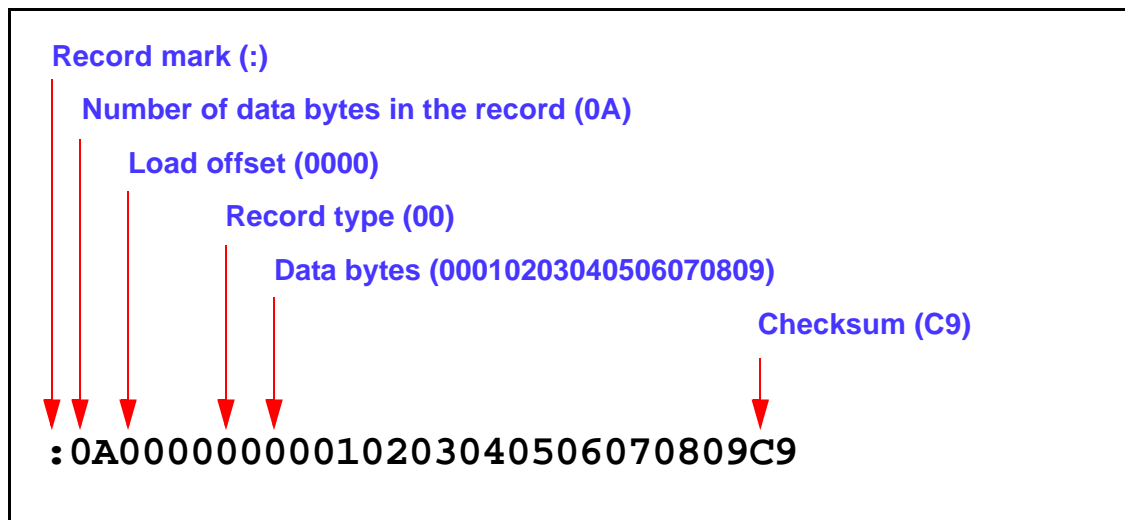 Record mark (:)
Number of data bytes in the record (0A)
Load offset (0000)
Record type (00)
Data bytes (00010203040506070809)
Checksum (C9)
:0A00000000010203040506070809C9